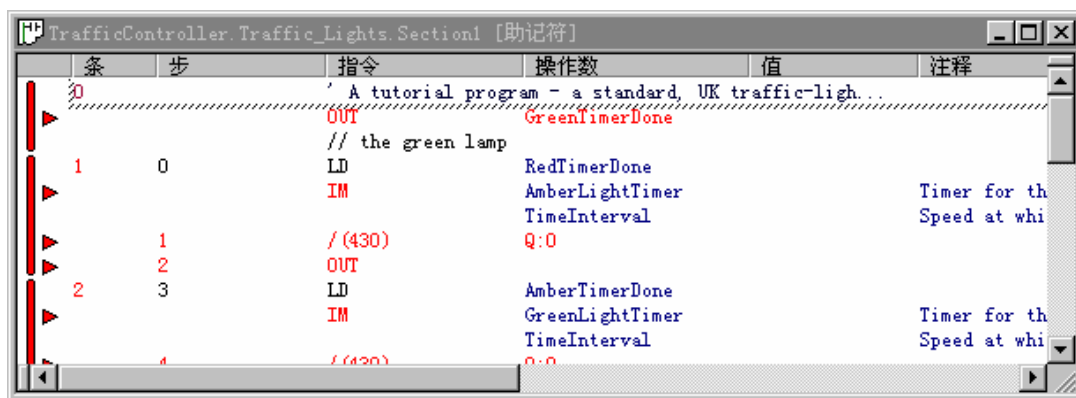 TrafficController.Traffic_Lights.Section1 [助记符]
条 步 指令 操作数 值 注释
0 ' A tutorial program - a standard, UK traffic-ligh...
OUT GreenTimerDone
// the green lamp
1 0 LD RedTimerDone
IM AmberLightTimer Timer for th
TimeInterval Speed at whi
1 /(430) Q:0
2 OUT
2 3 LD AmberTimerDone
IM GreenLightTimer Timer for th
TimeInterval Speed at whi
4 /(430) Q:0